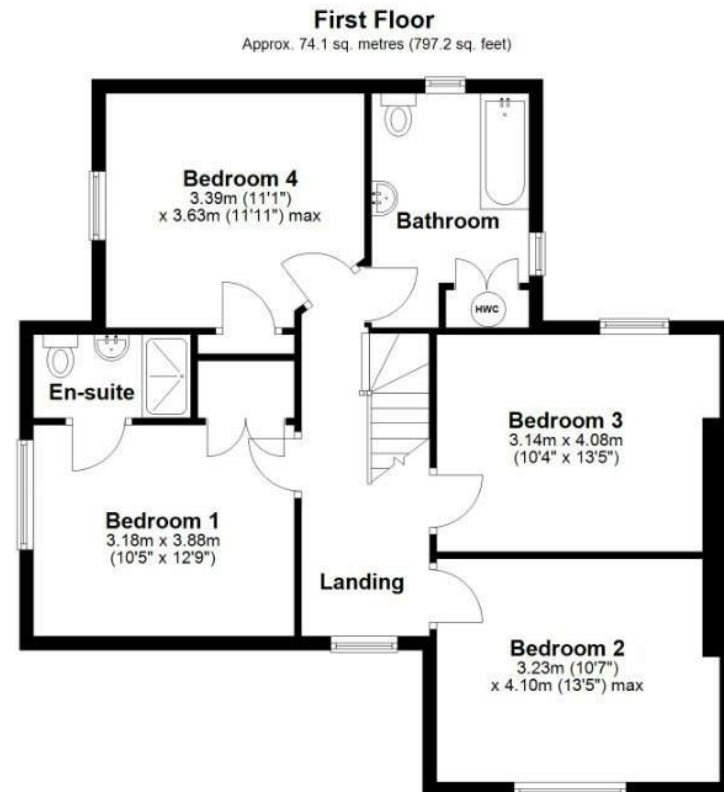 First Floor
Approx. 74.1 sq. metres (797.2 sq. feet)
Bedroom 4
3.39m (11'1")
x 3.63m (11'11") max
Bathroom
HWC
En-suite
Bedroom 3
3.14m x 4.08m
(10'4" x 13'5")
Bedroom 1
3.18m x 3.88m
(10'5" x 12'9")
Landing
Bedroom 2
3.23m (10'7")
x 4.10m (13'5") max